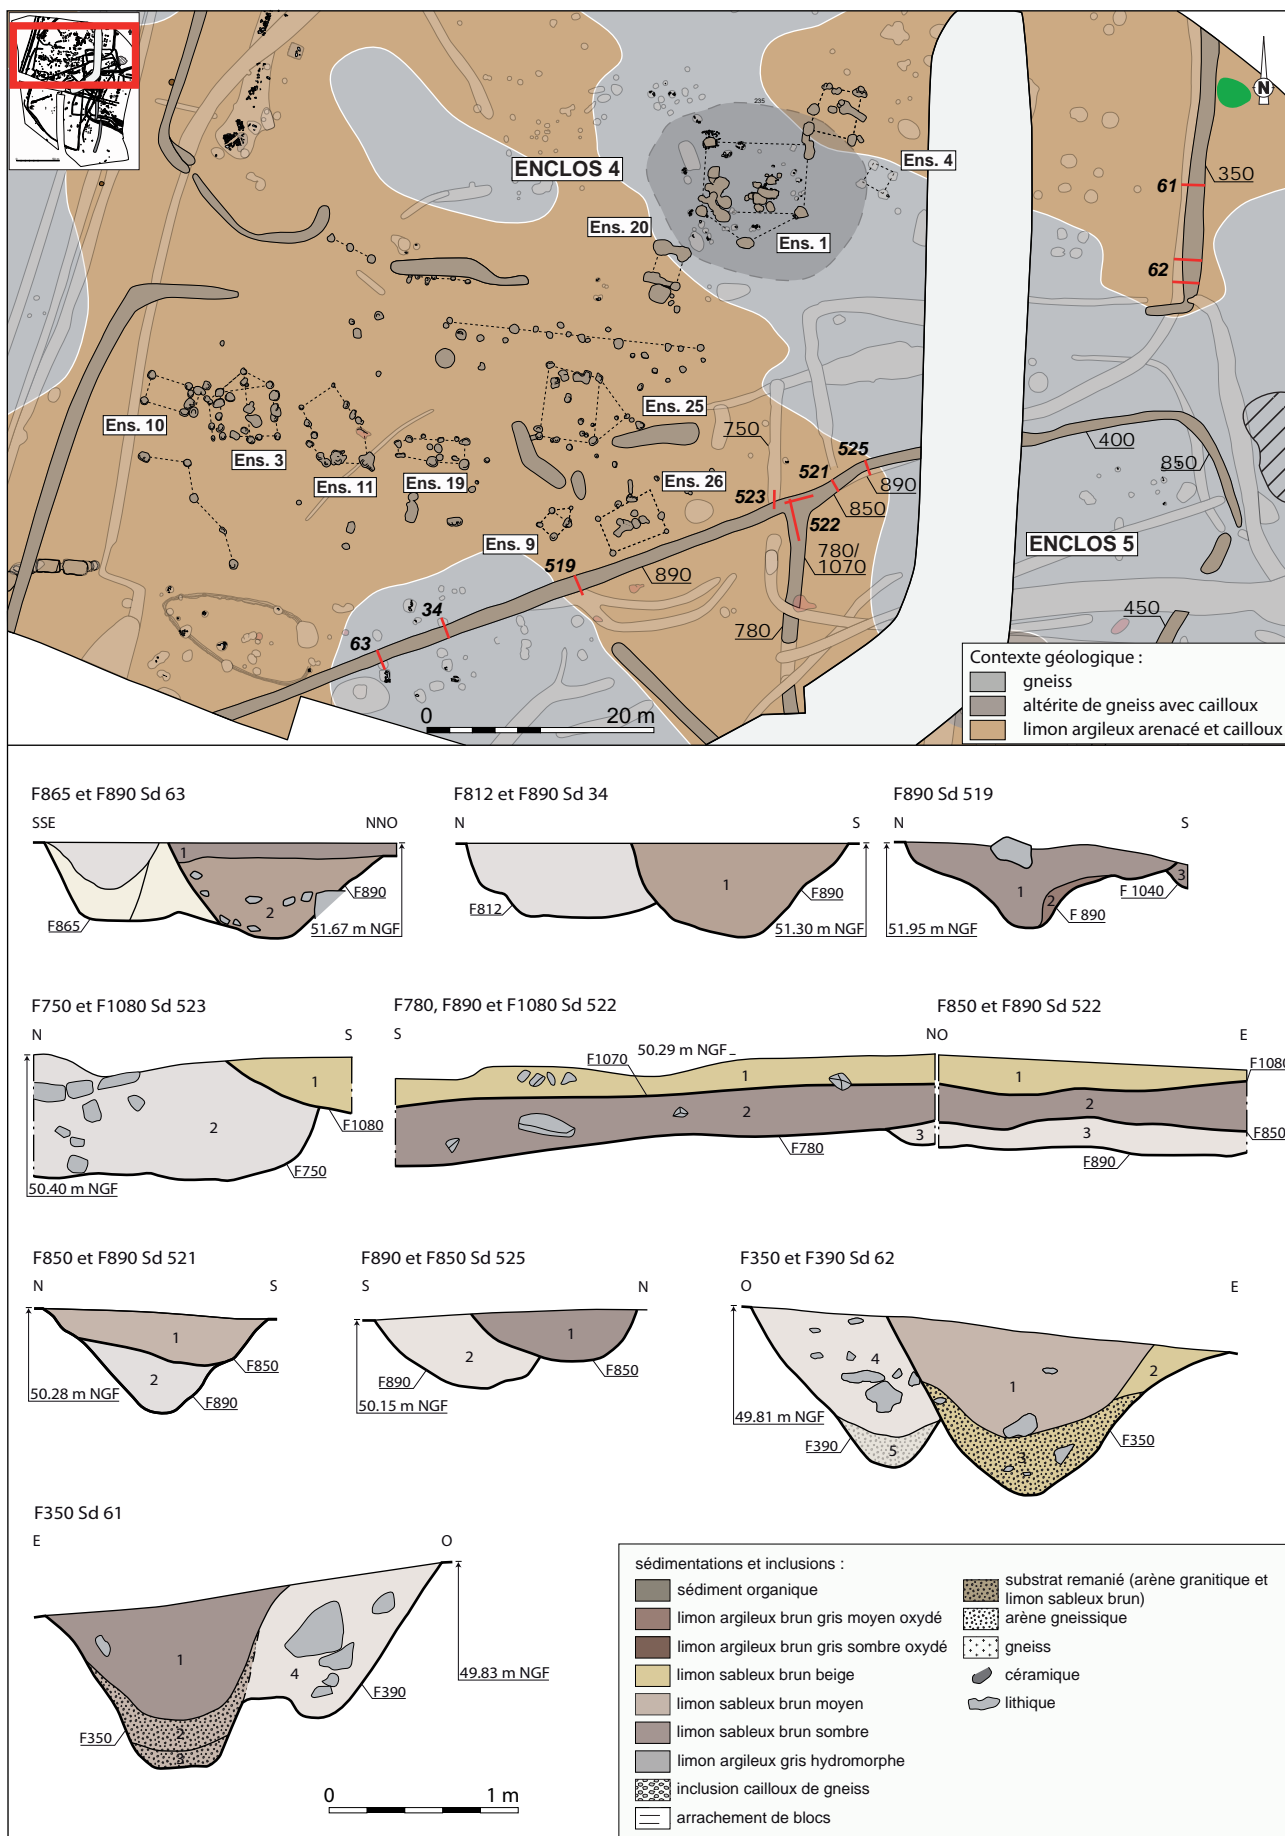 235
N
ENCLOS 4
Ens. 4
350
61
62
Ens. 20
Ens. 1
Ens. 10
Ens. 3
Ens. 11
Ens. 19
Ens. 25
Ens. 26
Ens. 9
750
525
521
523
890
850
522
400
850
ENCLOS 5
780/
1070
519
890
34
63
780
450
0 20 m
Contexte géologique :
gneiss
altérite de gneiss avec cailloux
limon argileux arenacé et cailloux
F865 et F890 Sd 63
SSE NNO
1
2
F890
F865
51.67 m NGF
F812 et F890 Sd 34
N S
1
F890
F812
51.30 m NGF
F890 Sd 519
N S
1
2
3
F 1040
F 890
51.95 m NGF
F750 et F1080 Sd 523
N S
1
2
F1080
F750
50.40 m NGF
F780, F890 et F1080 Sd 522
S NO
F1070
50.29 m NGF
1
2
3
F780
F850 et F890 Sd 522
E
1
F1080
2
3
F850
F890
F850 et F890 Sd 521
N S
1
2
F850
F890
50.28 m NGF
F890 et F850 Sd 525
S N
1
2
F850
F890
50.15 m NGF
F350 et F390 Sd 62
O E
4
2
1
49.81 m NGF
F390
5
3
F350
F350 Sd 61
E O
1
4
49.83 m NGF
F390
F350
2
3
0 1 m
sédimentations et inclusions :
sédiment organique
limon argileux brun gris moyen oxydé
limon argileux brun gris sombre oxydé
limon sableux brun beige
limon sableux brun moyen
limon sableux brun sombre
limon argileux gris hydromorphe
inclusion cailloux de gneiss
arrachement de blocs
substrat remanié (arène granitique et
limon sableux brun)
arène gneissique
gneiss
céramique
lithique